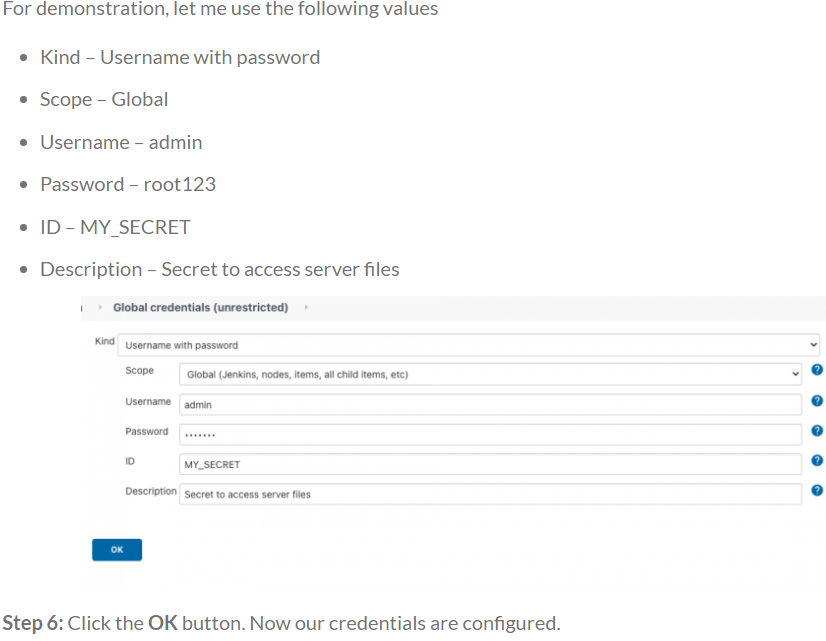 For demonstration, let me use the following values
• Kind – Username with password
• Scope – Global
• Username – admin
• Password – root123
• ID – MY_SECRET
• Description – Secret to access server files
Global credentials (unrestricted)
Kind Username with password
Scope Global (Jenkins, nodes, items, all child items, etc)
Username admin
Password •••••••
ID MY_SECRET
Description Secret to access server files
OK
Step 6: Click the OK button. Now our credentials are configured.